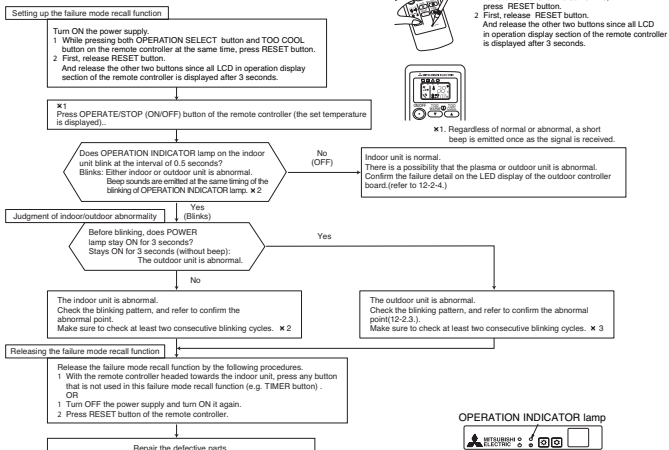 Setting up the failure mode recall function
Turn ON the power supply.
1 While pressing both OPERATION SELECT button and TOO COOL
button on the remote controller at the same time, press RESET button.
2 First, release RESET button.
And release the other two buttons since all LCD in operation display
section of the remote controller is displayed after 3 seconds.
press RESET button.
2 First, release RESET button.
And release the other two buttons since all LCD
in operation display section of the remote controller
is displayed after 3 seconds.
×1
Press OPERATE/STOP (ON/OFF) button of the remote controller (the set temperature
is displayed)..
MITSUBISHI ELECTRIC
×1. Regardless of normal or abnormal, a short
beep is emitted once as the signal is received.
Does OPERATION INDICATOR lamp on the indoor
unit blink at the interval of 0.5 seconds?
Blinks: Either indoor or outdoor unit is abnormal.
Beep sounds are emitted at the same timing of the
blinking of OPERATION INDICATOR lamp. ×2
No
(OFF)
Indoor unit is normal.
There is a possibility that the plasma or outdoor unit is abnormal.
Confirm the failure detail on the LED display of the outdoor controller
board.(refer to 12-2-4.)
Yes
(Blinks)
Judgment of indoor/outdoor abnormality
Before blinking, does POWER
lamp stay ON for 3 seconds?
Stays ON for 3 seconds (without beep):
The outdoor unit is abnormal.
Yes
No
The indoor unit is abnormal.
Check the blinking pattern, and refer to confirm the
abnormal point.
Make sure to check at least two consecutive blinking cycles. ×2
The outdoor unit is abnormal.
Check the blinking pattern, and refer to confirm the abnormal
point(12-2.3.).
Make sure to check at least two consecutive blinking cycles. ×3
Releasing the failure mode recall function
Release the failure mode recall function by the following procedures.
1 With the remote controller headed towards the indoor unit, press any button
that is not used in this failure mode recall function (e.g. TIMER button) .
OR
1 Turn OFF the power supply and turn ON it again.
2 Press RESET button of the remote controller.
Repair the defective parts.
OPERATION INDICATOR lamp
MITSUBISHI
ELECTRIC